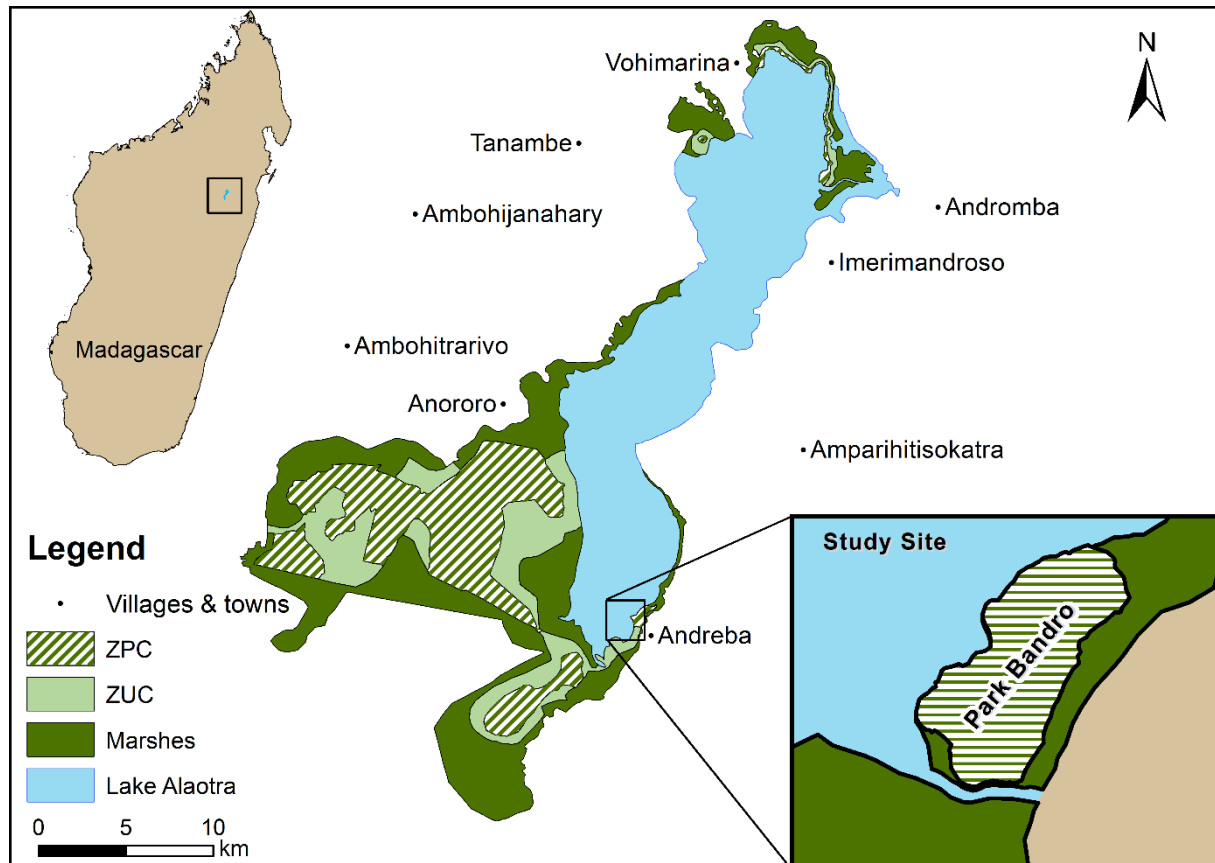 N
Vohimarina
Tanambe
Ambohijanahary
Andromba
Imerimandroso
Madagascar
Ambohitrarivo
Anororo
Amparihitisokatra
Andreba
Legend
Villages & towns
ZPC
ZUC
Marshes
Lake Alaotra
0 5 10
km
Study Site
Park Bandro